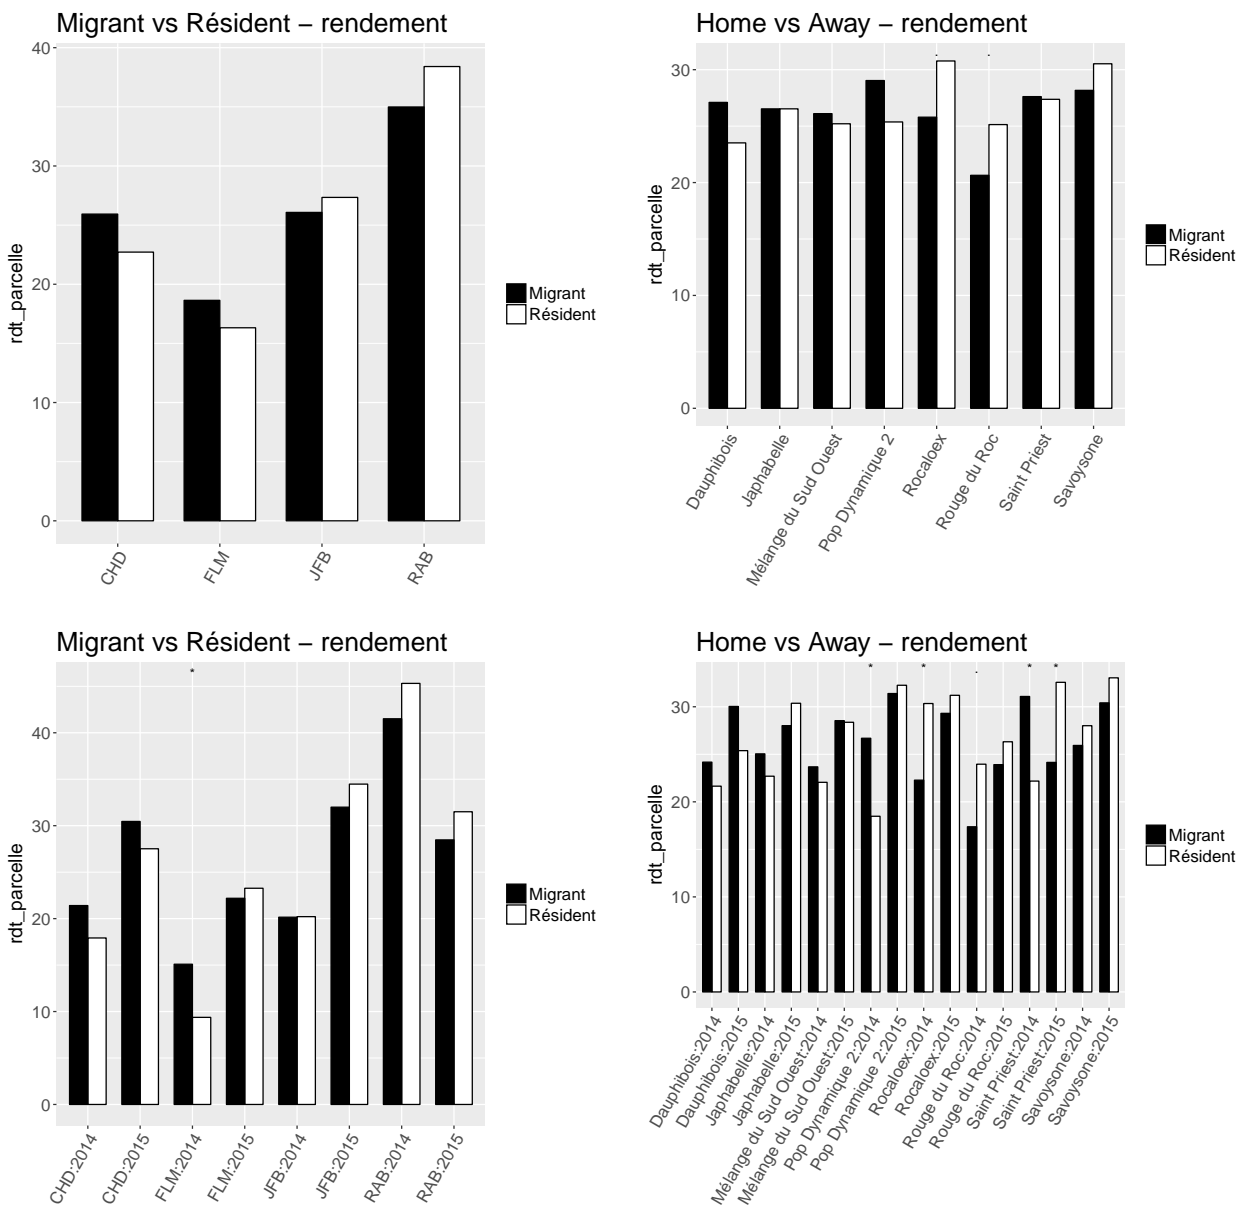 Migrant vs Résident − rendement
40
30
20
10
0
rdt_parcelle
CHD
FLM
JFB
RAB
Migrant
Résident
Home vs Away − rendement
30
20
10
0
rdt_parcelle
.
.
Dauphibois
Japhabelle
Mélange du Sud Ouest
Pop Dynamique 2
Rocaloex
Rouge du Roc
Saint Priest
Savoysone
Migrant
Résident
Migrant vs Résident − rendement
*
40
30
20
10
0
rdt_parcelle
CHD:2014
CHD:2015
FLM:2014
FLM:2015
JFB:2014
JFB:2015
RAB:2014
RAB:2015
Migrant
Résident
Home vs Away − rendement
* * . * *
30
20
10
0
rdt_parcelle
Dauphibois:2014
Dauphibois:2015
Japhabelle:2014
Japhabelle:2015
Mélange du Sud Ouest:2014
Mélange du Sud Ouest:2015
Pop Dynamique 2:2014
Pop Dynamique 2:2015
Rocaloex:2014
Rocaloex:2015
Rouge du Roc:2014
Rouge du Roc:2015
Saint Priest:2014
Saint Priest:2015
Savoysone:2014
Savoysone:2015
Migrant
Résident